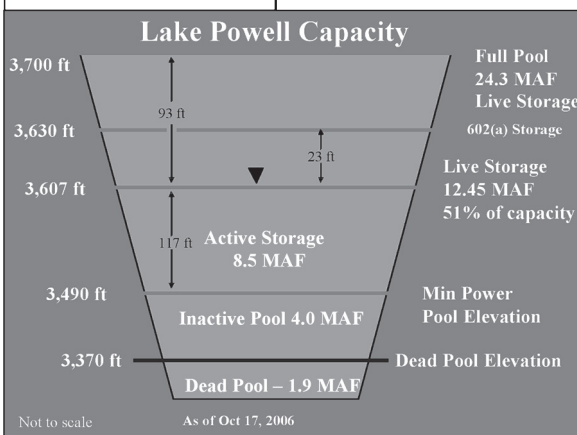 Lake Powell Capacity
3,700 ft
Full Pool
24.3 MAF
Live Storage
93 ft
3,630 ft
602(a) Storage
23 ft
3,607 ft
Live Storage
12.45 MAF
51% of capacity
117 ft
Active Storage
8.5 MAF
3,490 ft
Min Power
Pool Elevation
Inactive Pool 4.0 MAF
3,370 ft
Dead Pool Elevation
Dead Pool – 1.9 MAF
Not to scale
As of Oct 17, 2006